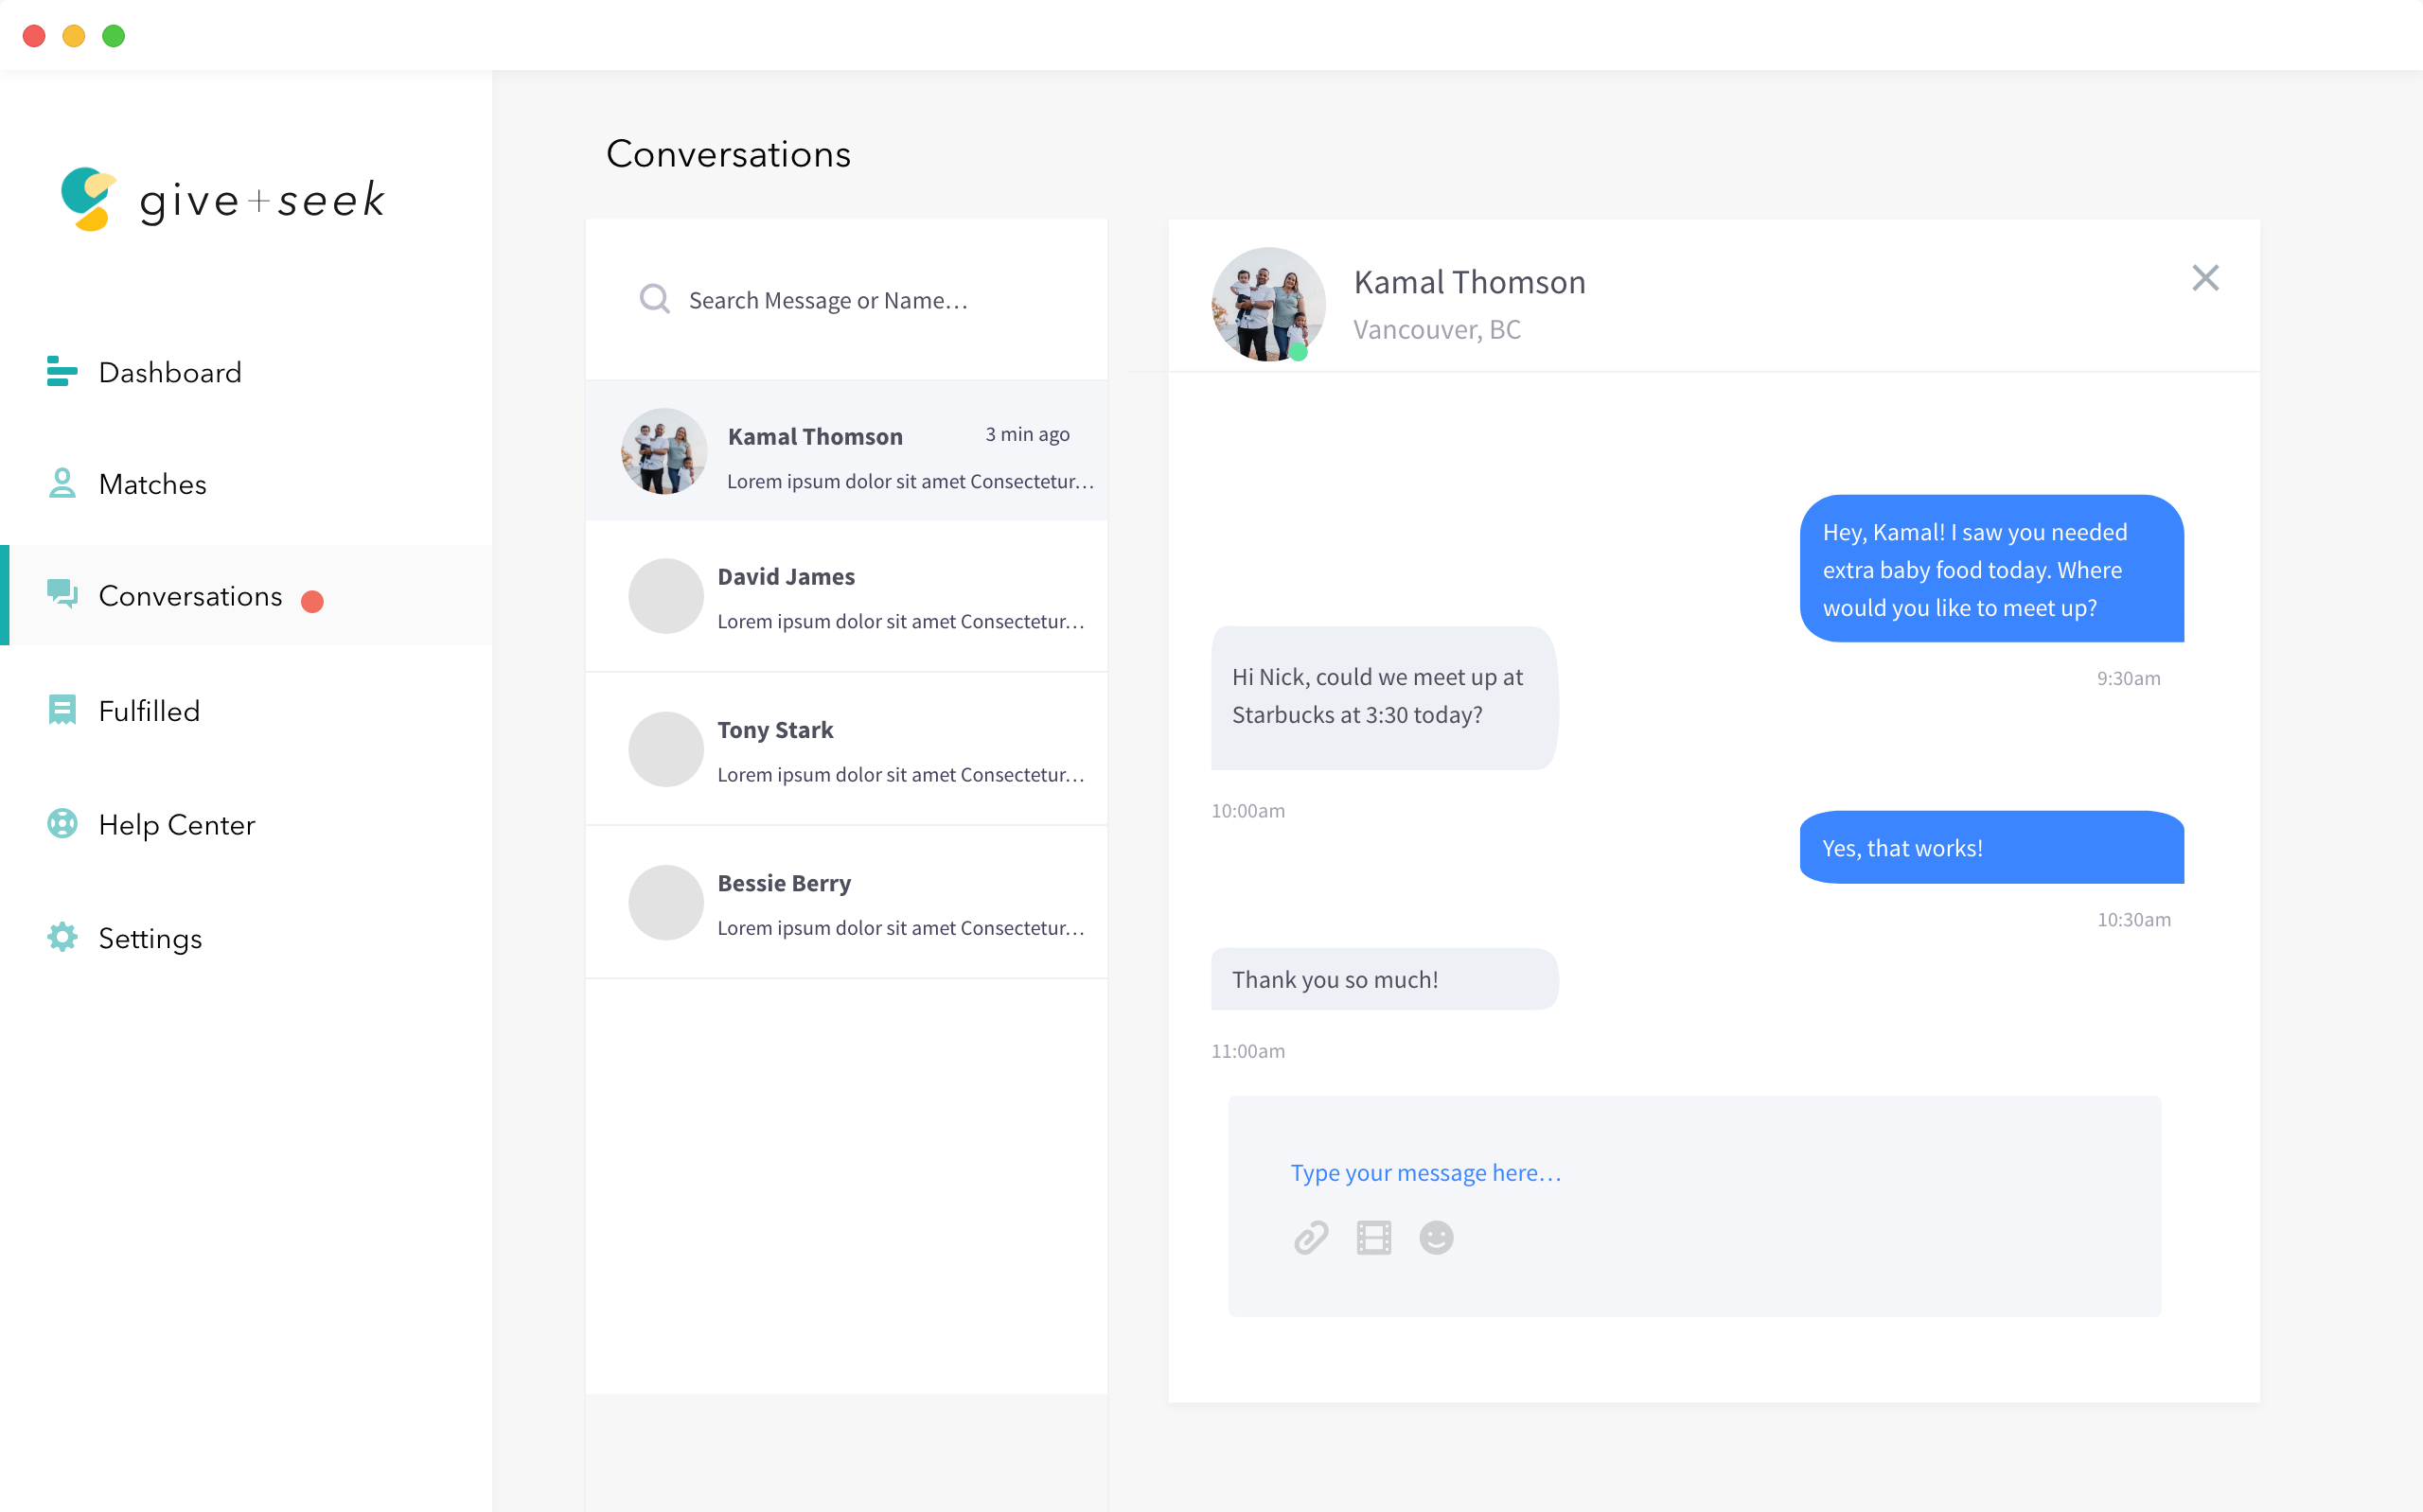 give+seek
Dashboard
Matches
Conversations
Fulfilled
Help Center
Settings
Conversations
Search Message or Name...
Kamal Thomson
3 min ago
Lorem ipsum dolor sit amet Consectetur...
David James
Lorem ipsum dolor sit amet Consectetur...
Tony Stark
Lorem ipsum dolor sit amet Consectetur...
Bessie Berry
Lorem ipsum dolor sit amet Consectetur...
Kamal Thomson
Vancouver, BC
Hey, Kamal! I saw you needed
extra baby food today. Where
would you like to meet up?
9:30am
Hi Nick, could we meet up at
Starbucks at 3:30 today?
10:00am
Yes, that works!
10:30am
Thank you so much!
11:00am
Type your message here...